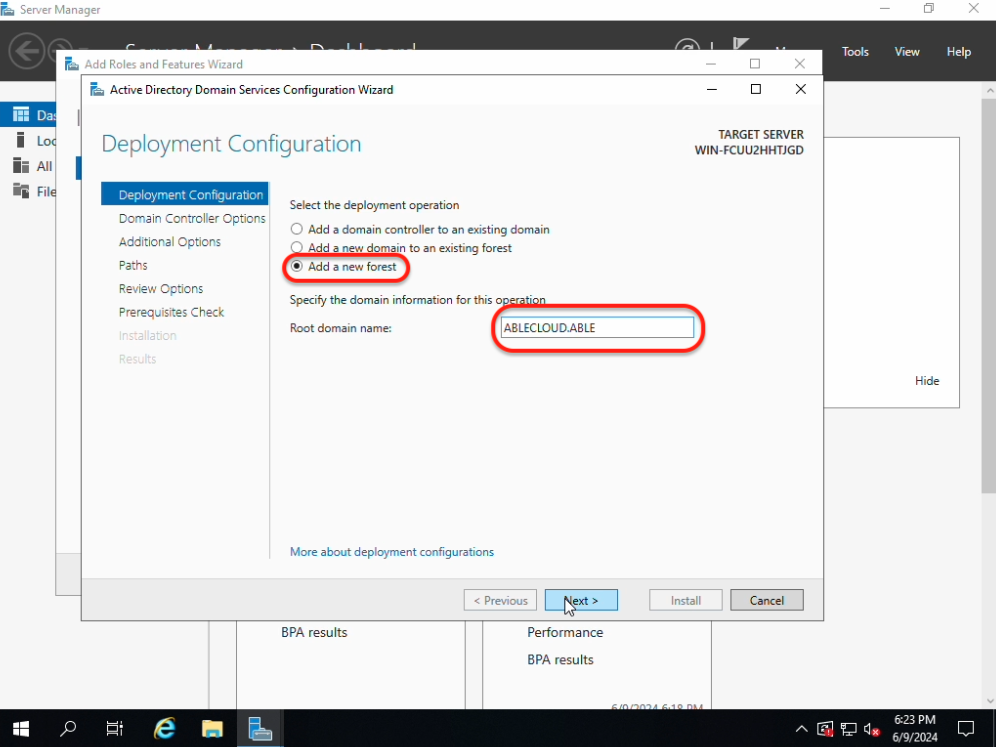 Server Manager
Server Manager › Dashboard
Tools View Help
Add Roles and Features Wizard
Active Directory Domain Services Configuration Wizard
Deployment Configuration
TARGET SERVER
WIN-FCUU2HHTJGD
Deployment Configuration
Domain Controller Options
Additional Options
Paths
Review Options
Prerequisites Check
Installation
Results
Select the deployment operation
Add a domain controller to an existing domain
Add a new domain to an existing forest
Add a new forest
Specify the domain information for this operation
Root domain name:
ABLECLOUD.ABLE
More about deployment configurations
< Previous
Next >
Install
Cancel
Das
Loc
All
File
Hide
BPA results
Performance
BPA results
6/9/2024 6:18 PM
6:23 PM
6/9/2024